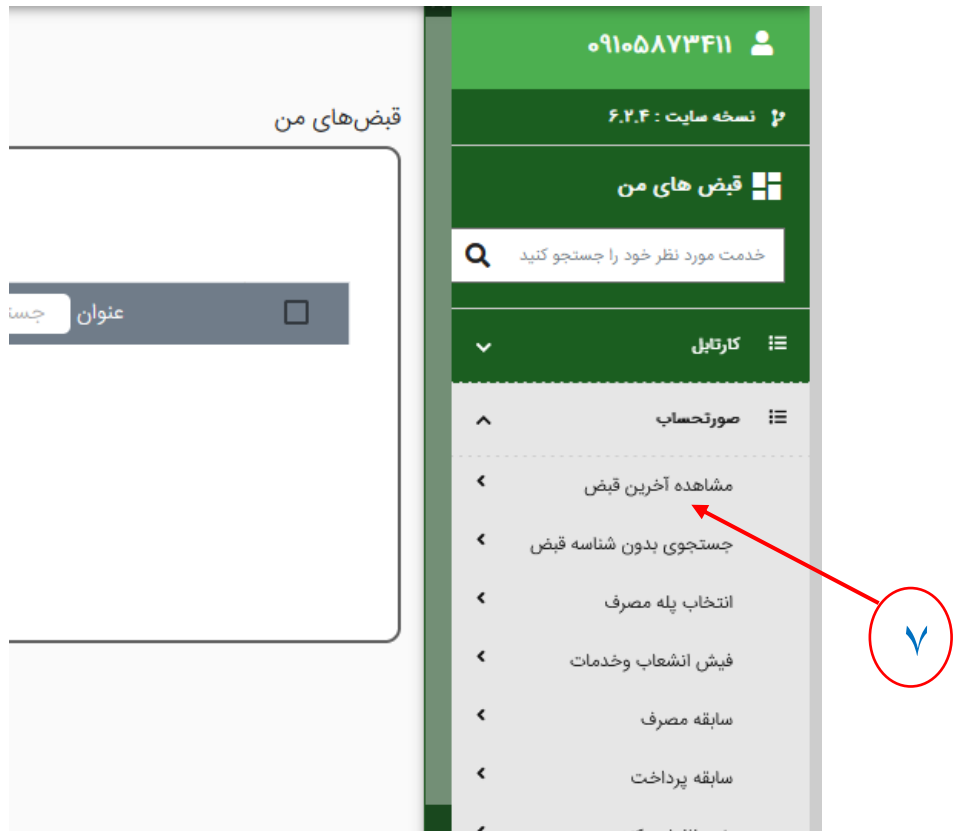 ۰۹۱۰۵۸۷۳۴۱۱
نسخه سایت : ۶.۲.۴
قبض های من
خدمت مورد نظر خود را جستجو کنید
کارتابل
صورتحساب
مشاهده آخرین قبض
جستجوی بدون شناسه قبض
انتخاب پله مصرف
فیش انشعاب وخدمات
سابقه مصرف
سابقه پرداخت
قبض‌های من
عنوان
۷